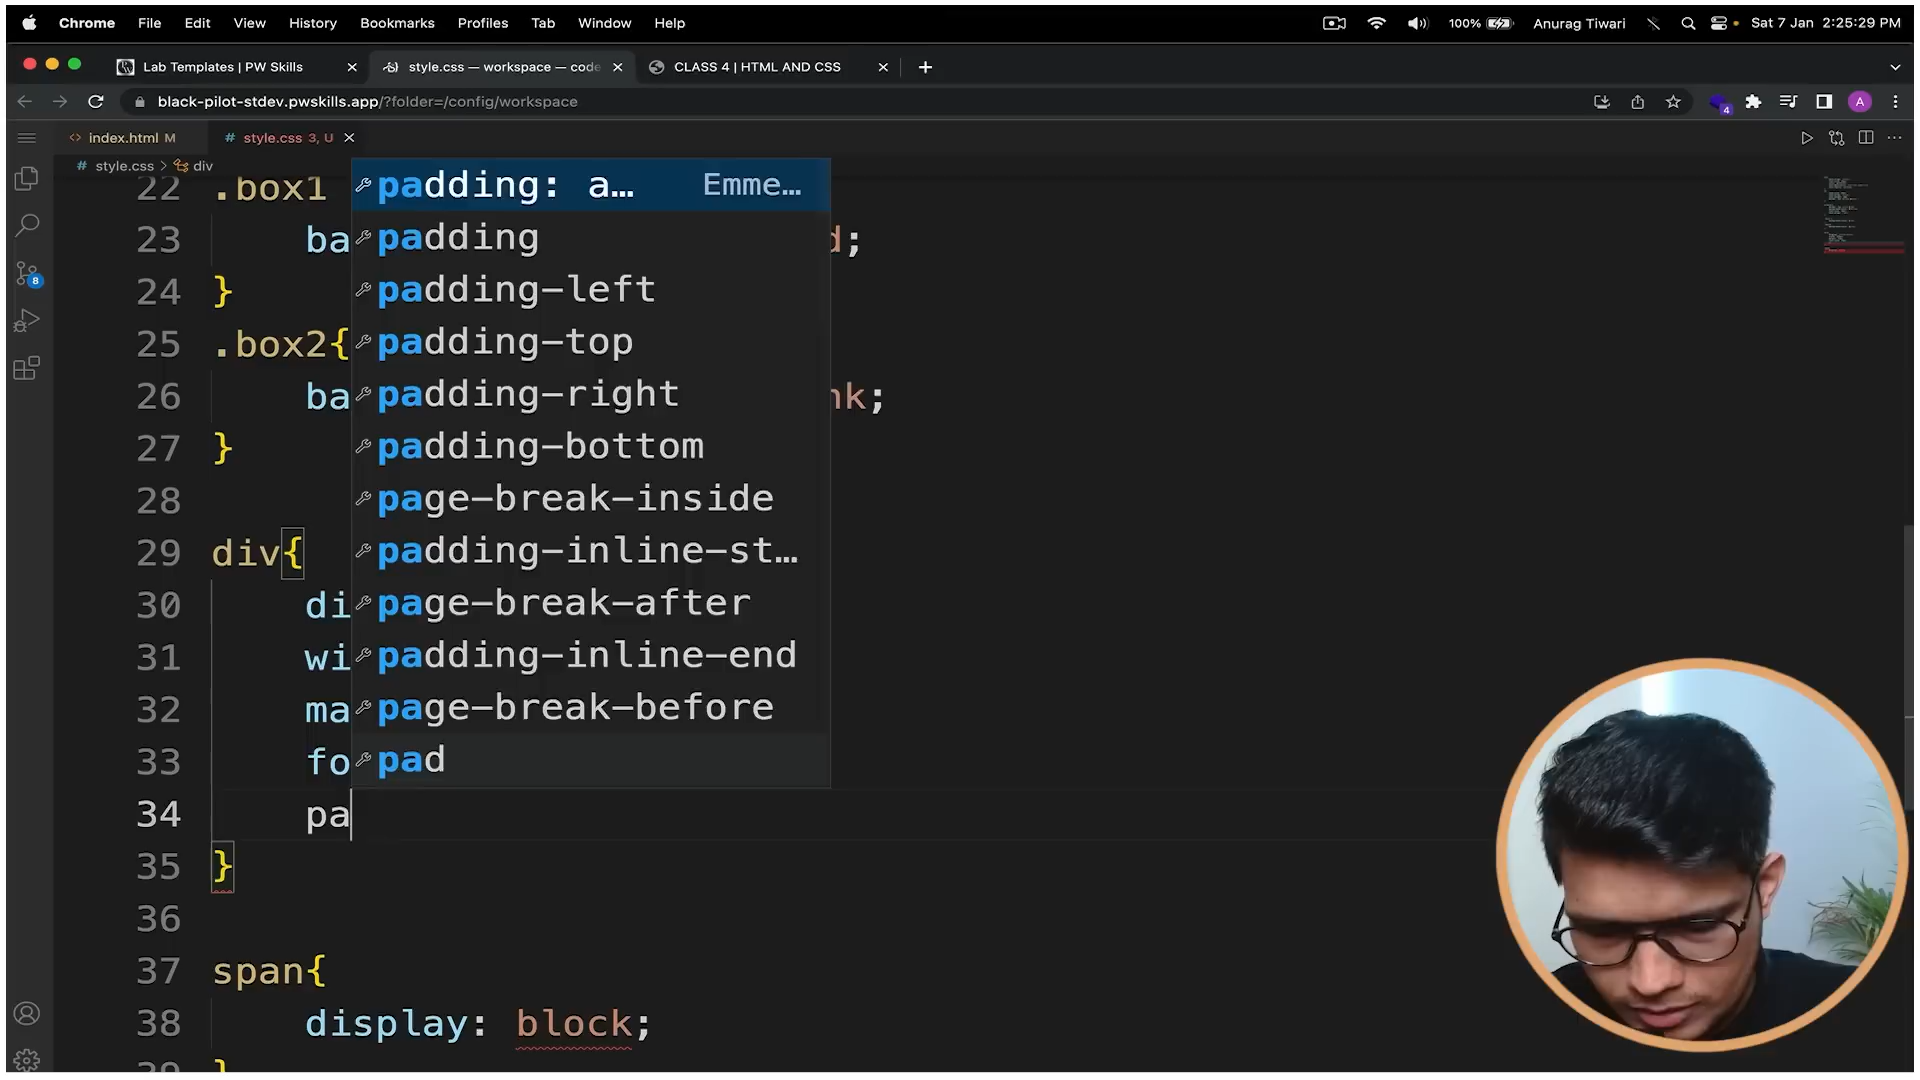 Chrome File Edit View History Bookmarks Profiles Tab Window Help 100% Anurag Tiwari Sat 7 Jan 2:25:29 PM
Lab Templates | PW Skills style.css — workspace — code CLASS 4 | HTML AND CSS
black-pilot-stdev.pwskills.app/?folder=/config/workspace 4 A
<> index.html M # style.css 3, U
# style.css > div
22 .box1
padding: a… Emme…
23 ba d;
padding
24 }
padding-left
25 .box2{
padding-top
26 ba nk;
padding-right
27 }
padding-bottom
28
page-break-inside
29 div{
padding-inline-st…
30 di
page-break-after
31 wi
padding-inline-end
32 ma
page-break-before
33 fo
pad
34 pa
35 }
36
37 span{
38 display: block;
39 }
8